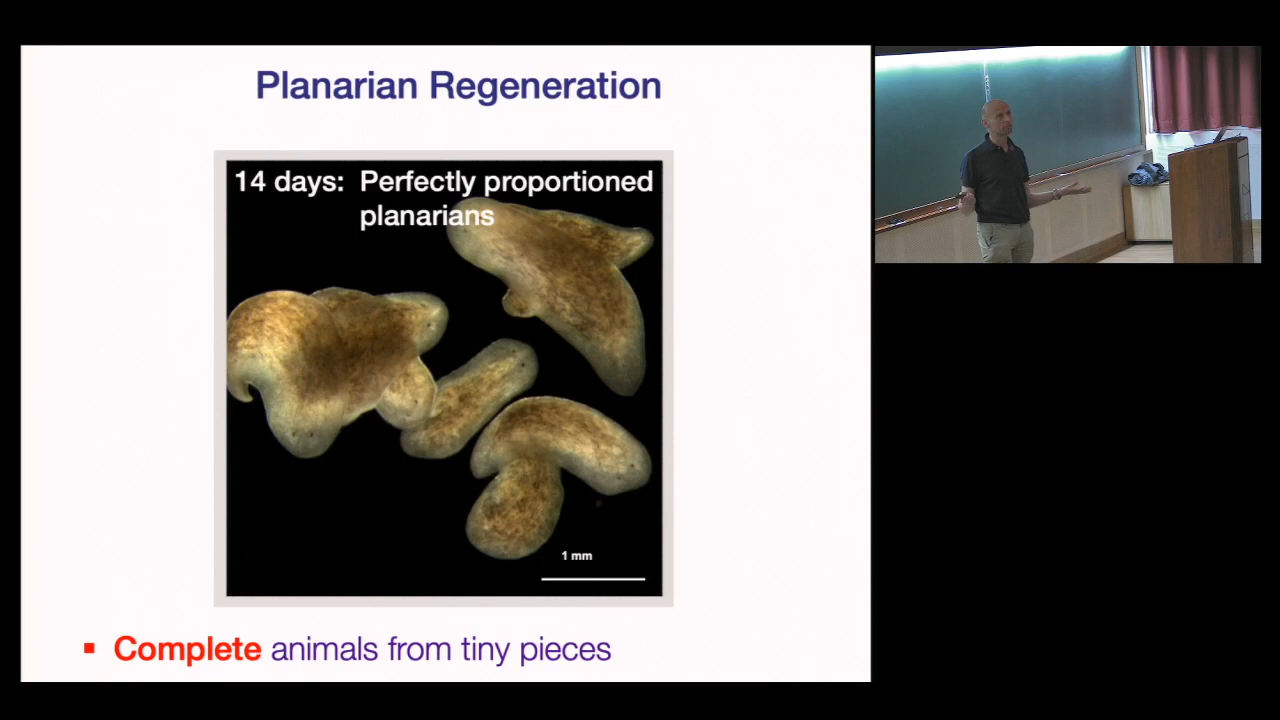 Planarian Regeneration
14 days: Perfectly proportioned
planarians
1 mm
Complete animals from tiny pieces